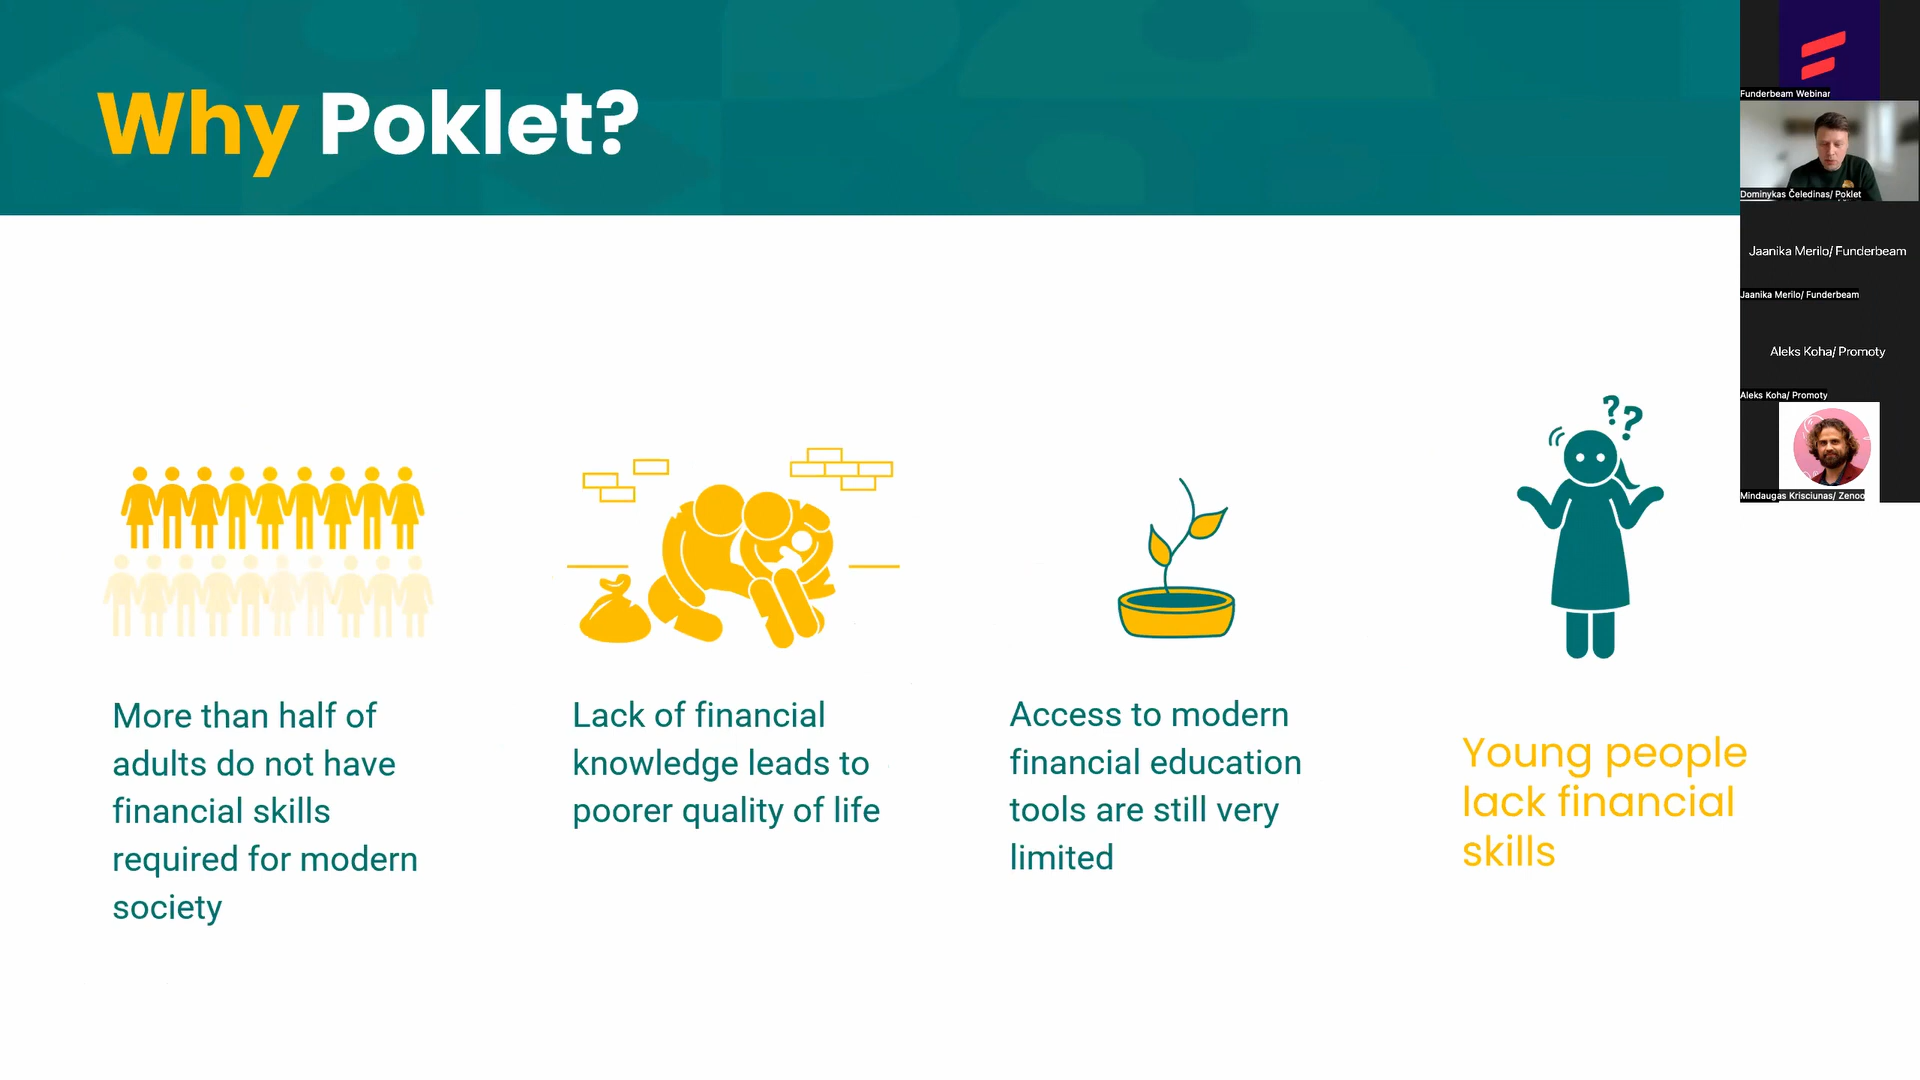 Why Poklet?
More than half of
adults do not have
financial skills
required for modern
society
Lack of financial
knowledge leads to
poorer quality of life
Access to modern
financial education
tools are still very
limited
??
Young people
lack financial
skills
Funderbeam Webinar
Dominykas Čeledinas/ Poklet
Jaanika Merilo/ Funderbeam
Jaanika Merilo/ Funderbeam
Aleks Koha/ Promoty
Aleks Koha/ Promoty
Mindaugas Krisciunas/ Zenoo